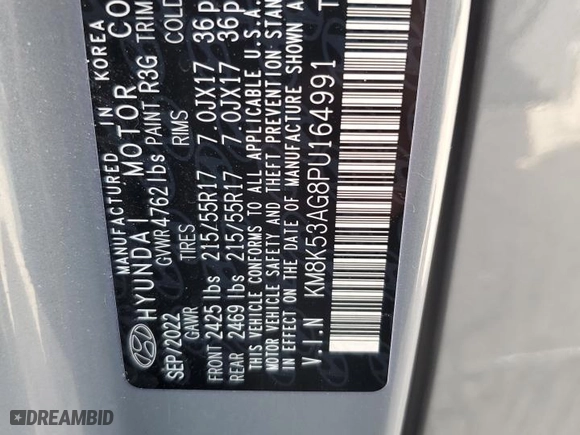 MANUFACTURED IN KOREA
HYUNDAI MOTOR CO
SEP/2022 GVWR 4762 lbs PAINT R3G TRIM
GAWR TIRES RIMS COLD
FRONT 2425 lbs 215/55R17 7.0JX17 36
REAR 2469 lbs 215/55R17 7.0JX17 36
THIS VEHICLE CONFORMS TO ALL APPLICABLE U.S.A.
MOTOR VEHICLE SAFETY AND THEFT PREVENTION STAN
IN EFFECT ON THE DATE OF MANUFACTURE SHOWN A
V.I.N KM8K53AG8PU164991
DREAMBID